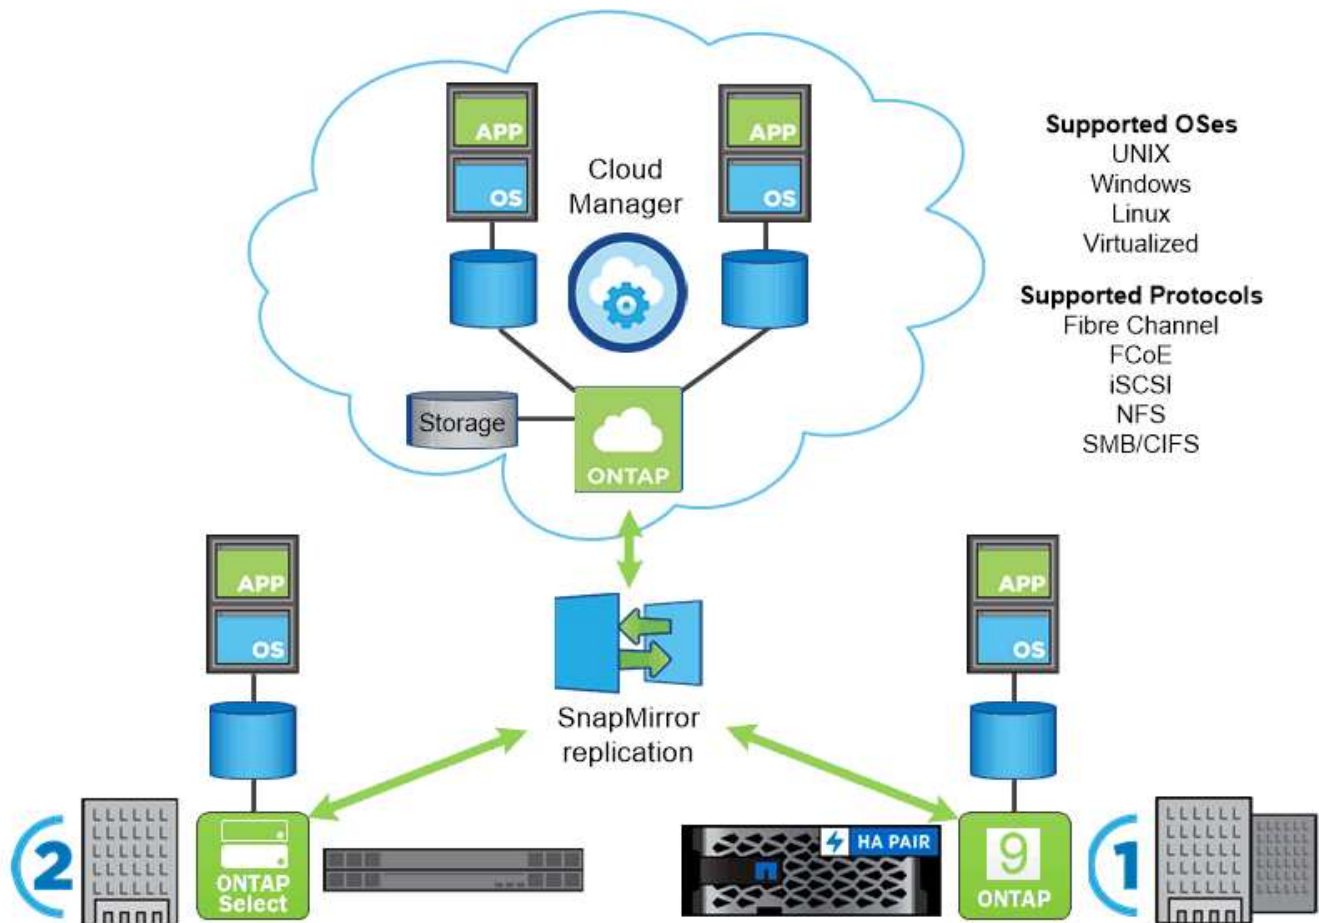 APP
OS
APP
OS
Cloud
Manager
Storage
ONTAP
Supported OSes
UNIX
Windows
Linux
Virtualized
Supported Protocols
Fibre Channel
FCoE
iSCSI
NFS
SMB/CIFS
APP
OS
SnapMirror
replication
APP
OS
2
ONTAP
Select
HA PAIR
9
ONTAP
1